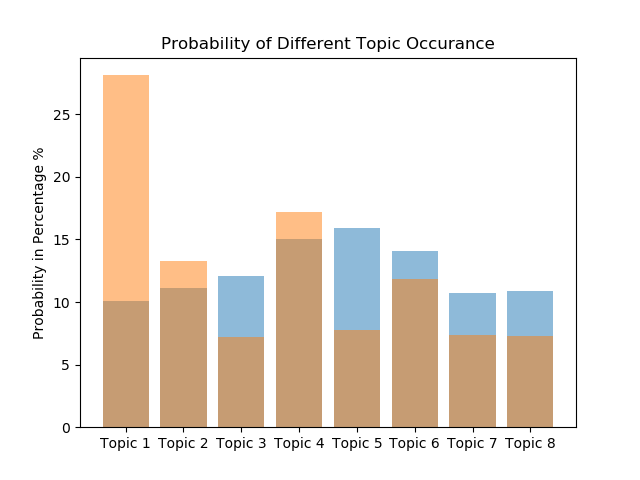 Probability of Different Topic Occurance
Probability in Percentage %
25
20
15
10
5
0
Topic 1 Topic 2 Topic 3 Topic 4 Topic 5 Topic 6 Topic 7 Topic 8